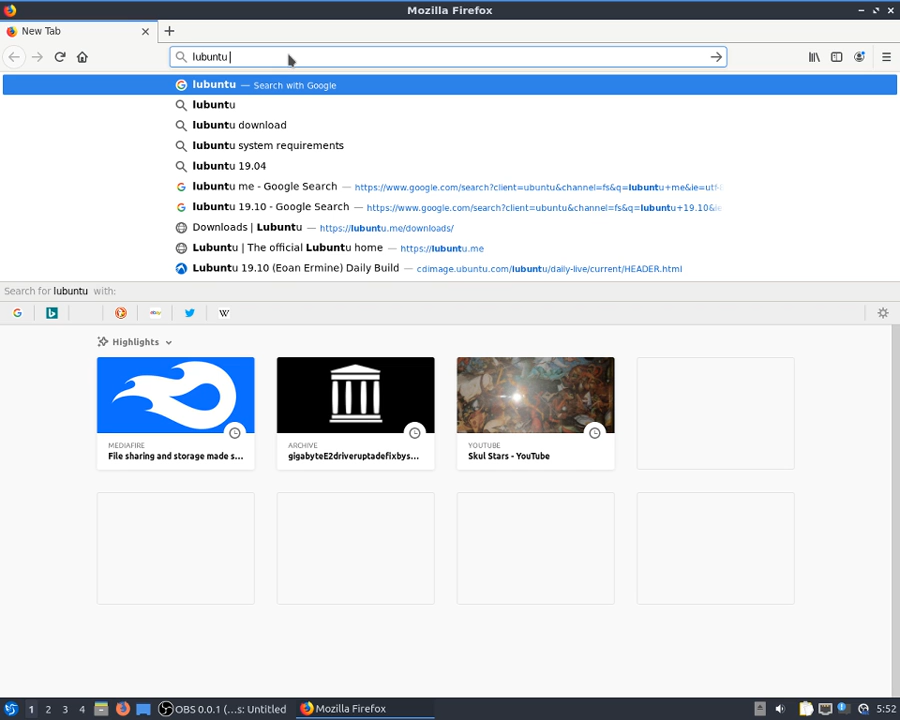 Mozilla Firefox
New Tab
lubuntu
lubuntu — Search with Google
lubuntu
lubuntu download
lubuntu system requirements
lubuntu 19.04
lubuntu me - Google Search — https://www.google.com/search?client=ubuntu&channel=fs&q=lubuntu+me&ie=utf-
lubuntu 19.10 - Google Search — https://www.google.com/search?client=ubuntu&channel=fs&q=lubuntu+19.10&ie
Downloads | Lubuntu — https://lubuntu.me/downloads/
Lubuntu | The official Lubuntu home — https://lubuntu.me
Lubuntu 19.10 (Eoan Ermine) Daily Build — cdimage.ubuntu.com/lubuntu/daily-live/current/HEADER.html
Search for lubuntu with:
G b ebay W
Highlights
MEDIAFIRE
File sharing and storage made s...
ARCHIVE
gigabyteE2driveruptadefixbys...
YOUTUBE
Skul Stars - YouTube
1 2 3 4 OBS 0.0.1 (...s: Untitled Mozilla Firefox 5:52